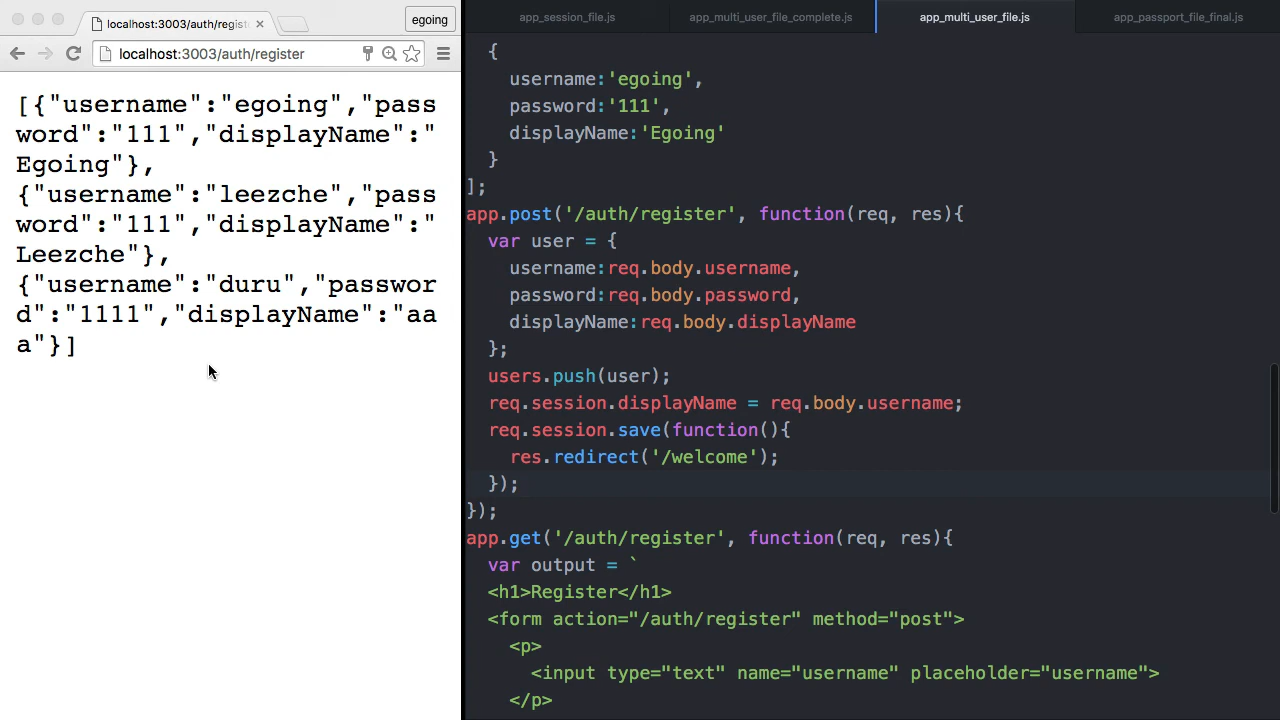 localhost:3003/auth/regist
egoing
localhost:3003/auth/register
[{"username":"egoing","pass
word":"111","displayName":"
Egoing"},
{"username":"leezche","pass
word":"111","displayName":"
Leezche"},
{"username":"duru","passwor
d":"1111","displayName":"aa
a"}]
app_session_file.js
app_multi_user_file_complete.js
app_multi_user_file.js
app_passport_file_final.js
{
username:'egoing',
password:'111',
displayName:'Egoing'
}
];
app.post('/auth/register', function(req, res){
var user = {
username:req.body.username,
password:req.body.password,
displayName:req.body.displayName
};
users.push(user);
req.session.displayName = req.body.username;
req.session.save(function(){
res.redirect('/welcome');
});
});
app.get('/auth/register', function(req, res){
var output = `
<h1>Register</h1>
<form action="/auth/register" method="post">
<p>
<input type="text" name="username" placeholder="username">
</p>